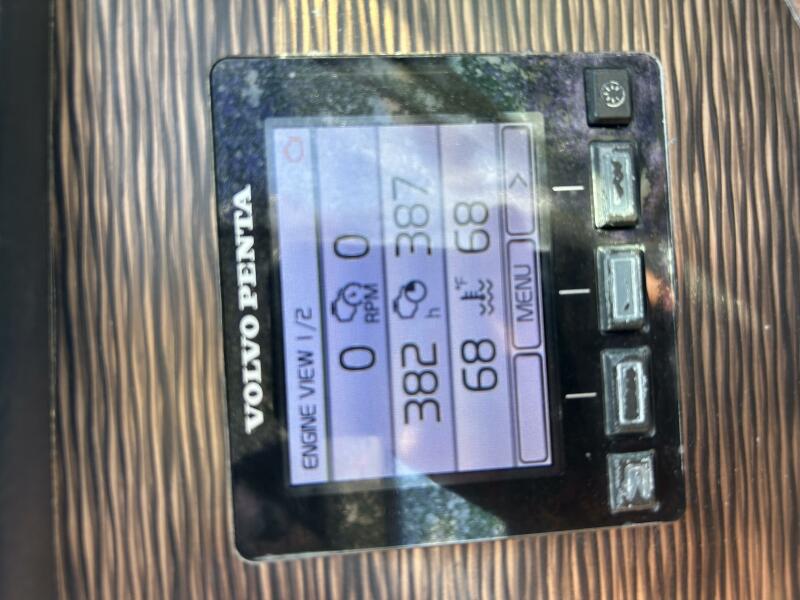 VOLVO PENTA
ENGINE VIEW 1/2
0 RPM 0
382 h 387
68 °F 68
MENU >